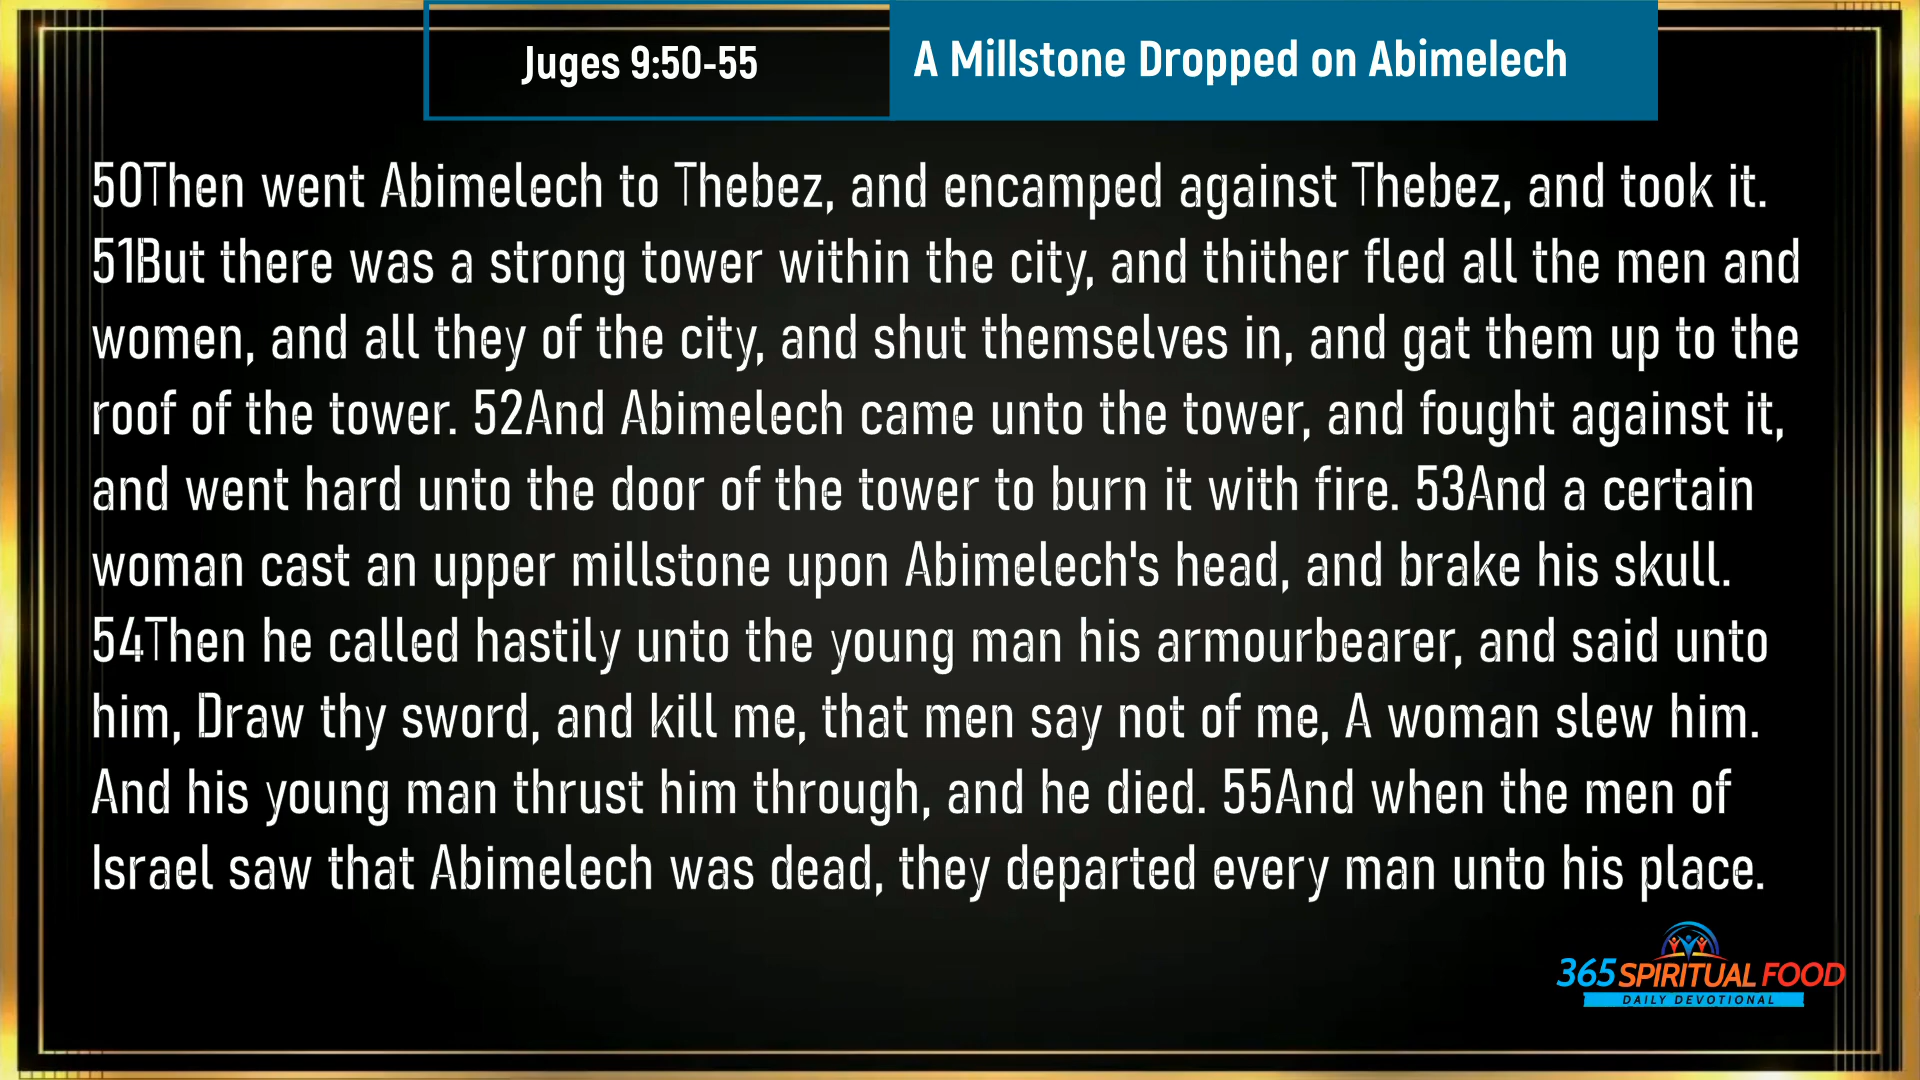 Juges 9:50-55
A Millstone Dropped on Abimelech
50Then went Abimelech to Thebez, and encamped against Thebez, and took it.
51But there was a strong tower within the city, and thither fled all the men and
women, and all they of the city, and shut themselves in, and gat them up to the
roof of the tower. 52And Abimelech came unto the tower, and fought against it,
and went hard unto the door of the tower to burn it with fire. 53And a certain
woman cast an upper millstone upon Abimelech's head, and brake his skull.
54Then he called hastily unto the young man his armourbearer, and said unto
him, Draw thy sword, and kill me, that men say not of me, A woman slew him.
And his young man thrust him through, and he died. 55And when the men of
Israel saw that Abimelech was dead, they departed every man unto his place.
365 SPIRITUAL FOOD
DAILY DEVOTIONAL